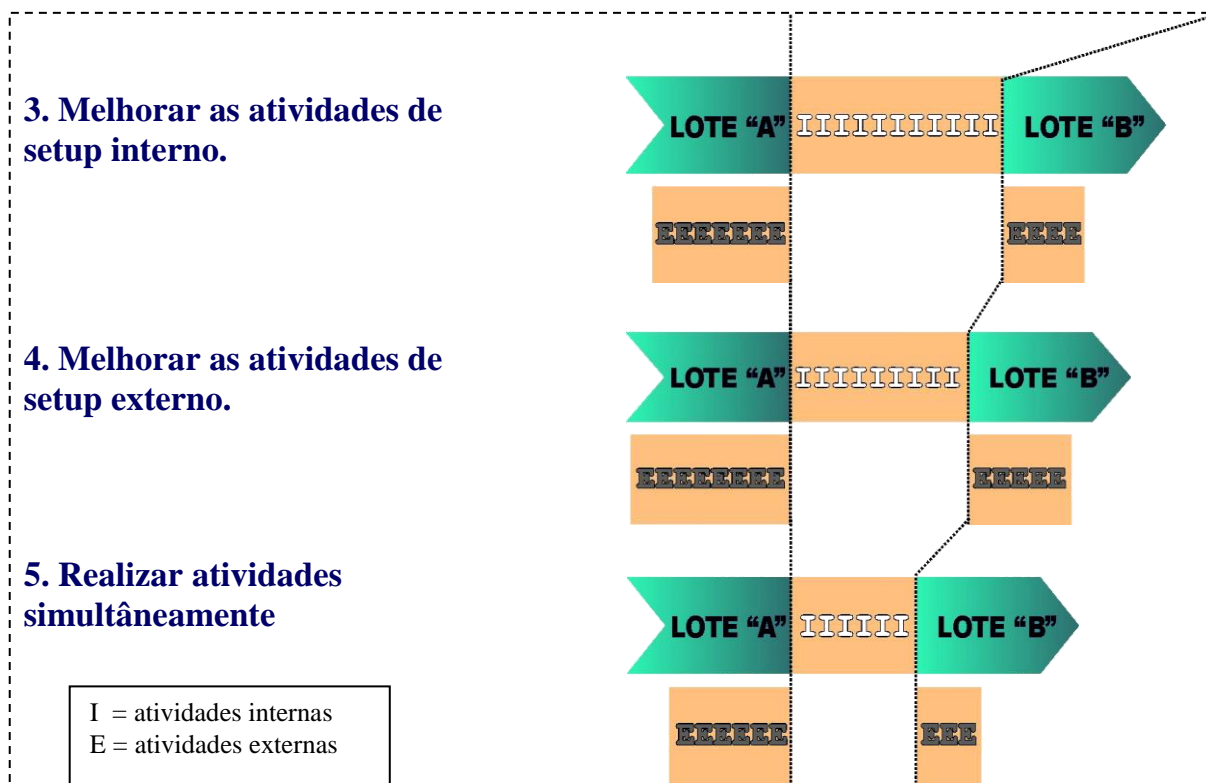 3. Melhorar as atividades de
setup interno.
LOTE “A” IIIIIIIIIII LOTE “B”
EEEEEEE EEEE
4. Melhorar as atividades de
setup externo.
LOTE “A” IIIIIIIII LOTE “B”
EEEEEEEE EEEEE
5. Realizar atividades
simultâneamente
LOTE “A” IIIIII LOTE “B”
EEEEEE EEE
I = atividades internas
E = atividades externas